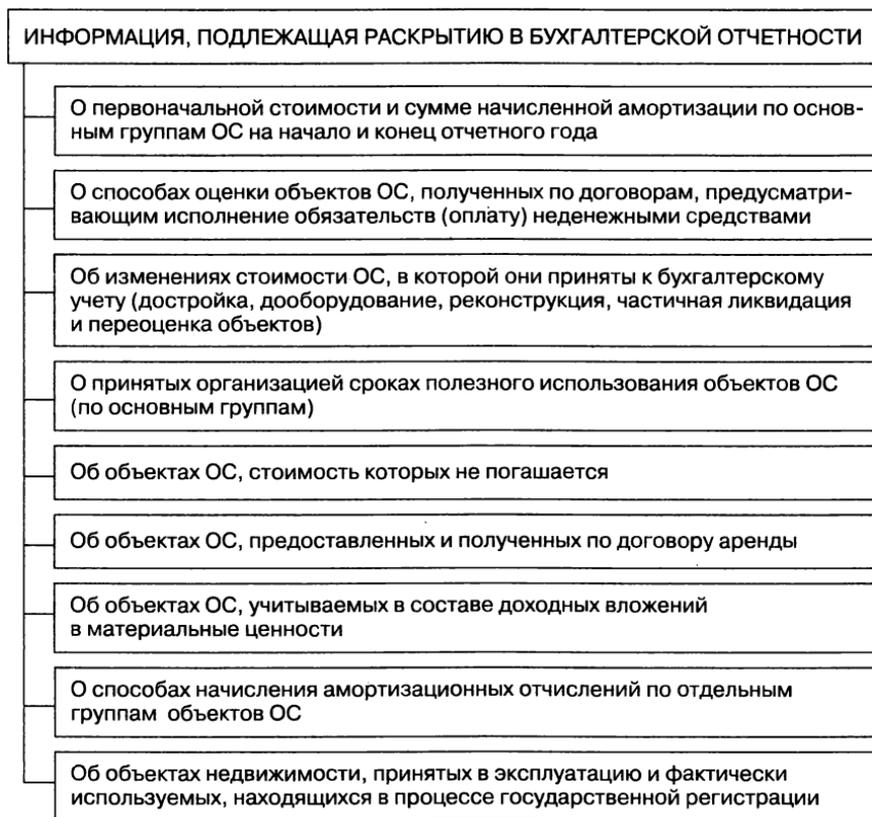 ИНФОРМАЦИЯ, ПОДЛЕЖАЩАЯ РАСКРЫТИЮ В БУХГАЛТЕРСКОЙ ОТЧЕТНОСТИ
О первоначальной стоимости и сумме начисленной амортизации по основ-
ным группам ОС на начало и конец отчетного года
О способах оценки объектов ОС, полученных по договорам, предусматри-
вающим исполнение обязательств (оплату) неденежными средствами
Об изменениях стоимости ОС, в которой они приняты к бухгалтерскому
учету (достройка, дооборудование, реконструкция, частичная ликвидация
и переоценка объектов)
О принятых организацией сроках полезного использования объектов ОС
(по основным группам)
Об объектах ОС, стоимость которых не погашается
Об объектах ОС, предоставленных и полученных по договору аренды
Об объектах ОС, учитываемых в составе доходных вложений
в материальные ценности
О способах начисления амортизационных отчислений по отдельным
группам объектов ОС
Об объектах недвижимости, принятых в эксплуатацию и фактически
используемых, находящихся в процессе государственной регистрации